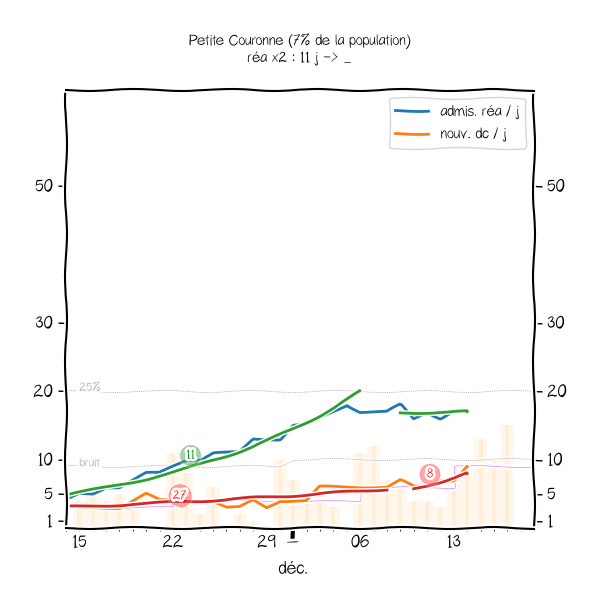 Petite Couronne (7% de la population)
réa x2 : 11 j -> _
admis. réa / j
nouv. dc / j
50 50
30 30
25%
20 20
bruit
11
10 10
8
27
5 5
1 1
15 22 29 1 06 13
déc.